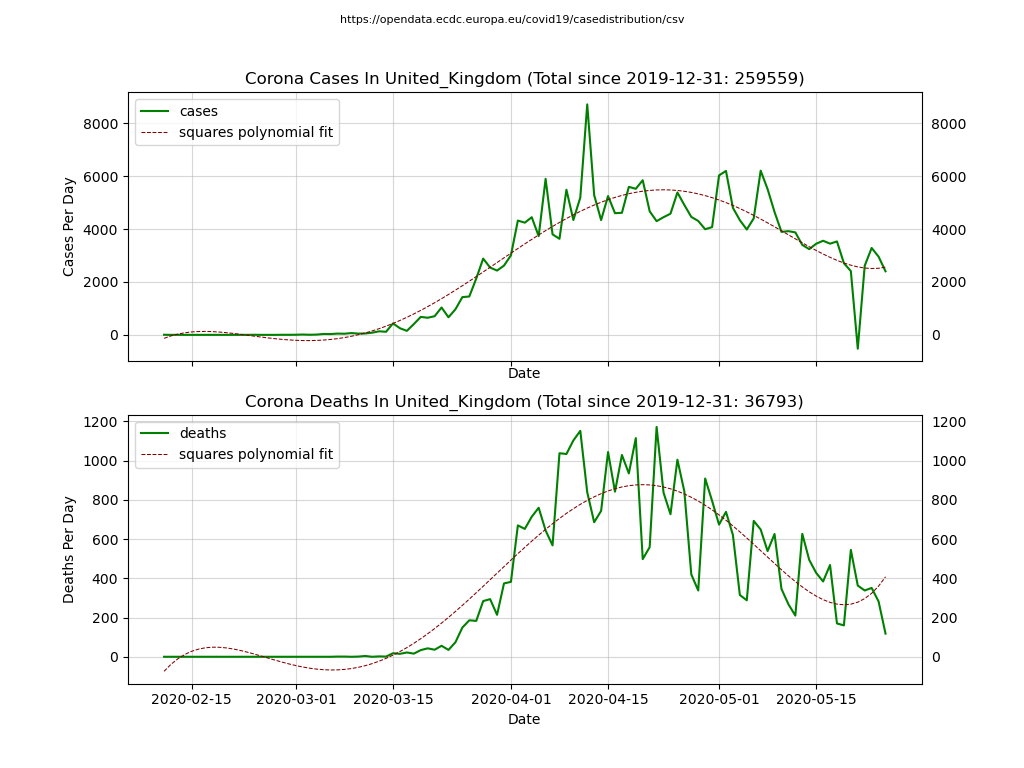 https://opendata.ecdc.europa.eu/covid19/casedistribution/csv
Corona Cases In United_Kingdom (Total since 2019-12-31: 259559)
cases
squares polynomial fit
8000 8000
6000 6000
4000 4000
2000 2000
0 0
Cases Per Day
Date
Corona Deaths In United_Kingdom (Total since 2019-12-31: 36793)
deaths
squares polynomial fit
1200 1200
1000 1000
800 800
600 600
400 400
200 200
0 0
Deaths Per Day
2020-02-15 2020-03-01 2020-03-15 2020-04-01 2020-04-15 2020-05-01 2020-05-15
Date